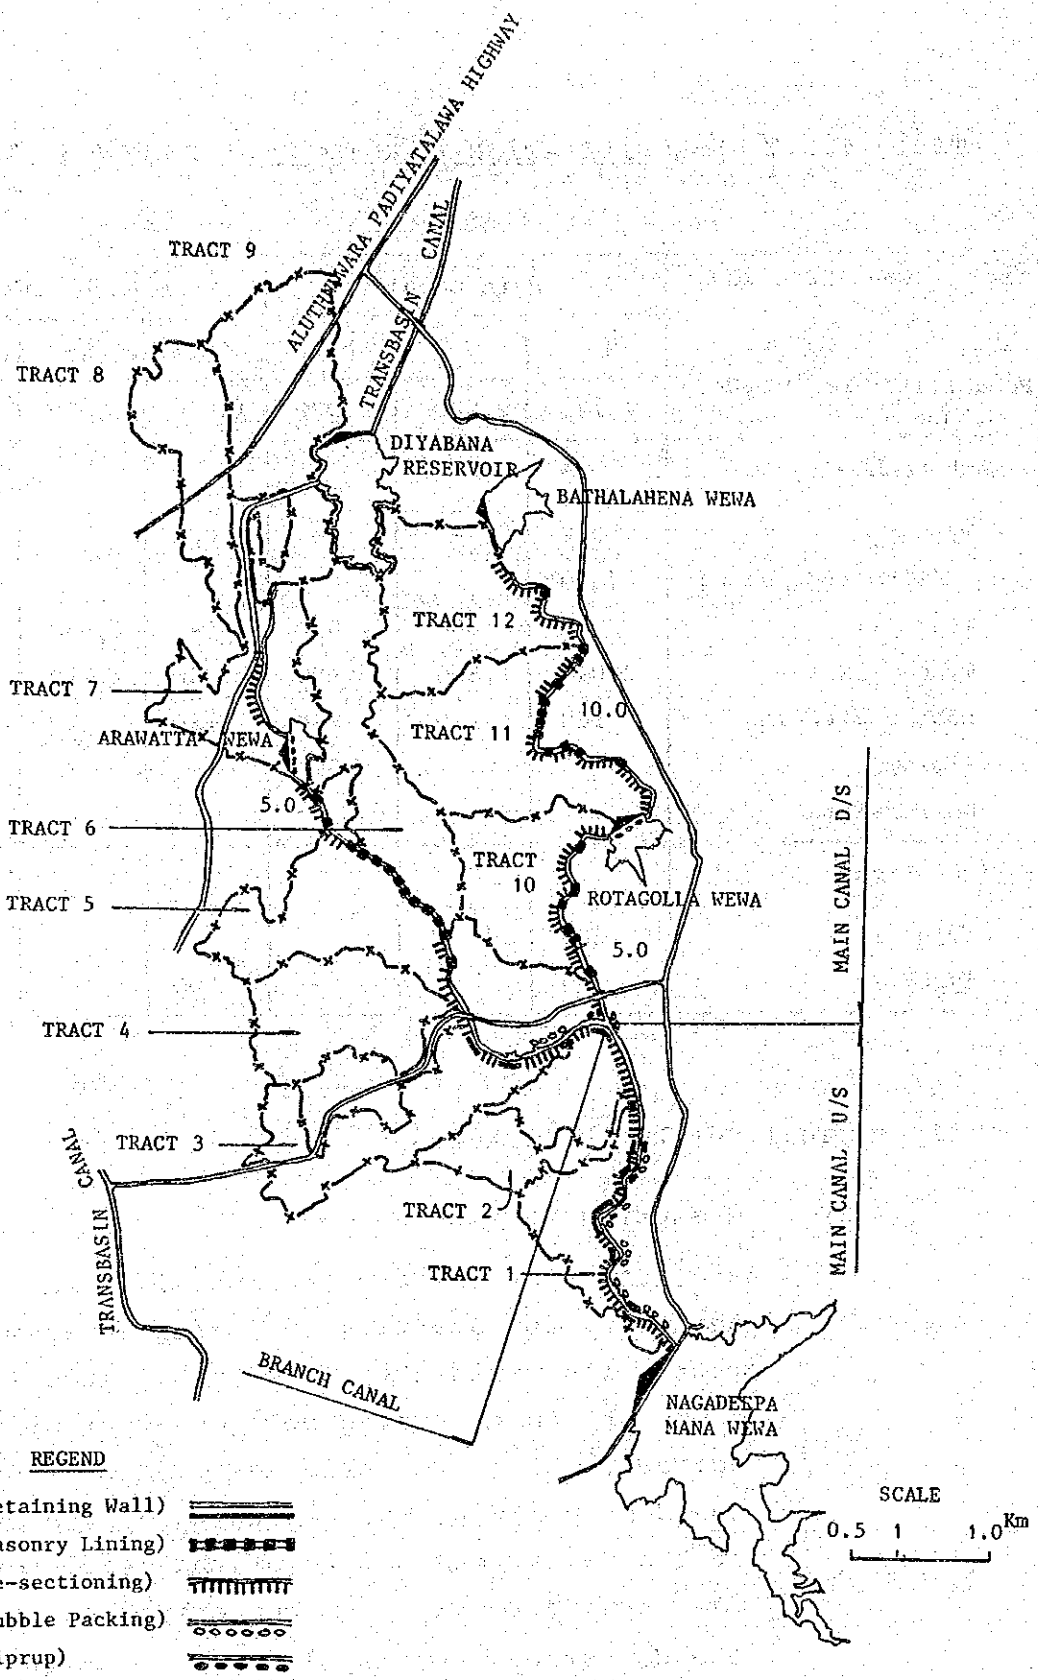 ALUTHNUWARA PADIYATALAWA HIGHWAY
TRANSBASIN CANAL
TRACT 9
TRACT 8
DIYABANA
RESERVOIR
BATHALAHENA WEWA
TRACT 12
TRACT 7
10.0
TRACT 11
ARAWATTA WEWA
5.0
TRACT 6
TRACT
10
ROTAGOLLA WEWA
TRACT 5
5.0
MAIN CANAL D/S
TRACT 4
TRACT 3
MAIN CANAL U/S
TRANSBASIN CANAL
TRACT 2
TRACT 1
BRANCH CANAL
NAGADEEPA
MANA WEWA
REGEND
SCALE
0.5 1 1.0 Km
etaining Wall)
asonry Lining)
e-sectioning)
ubble Packing)
iprup)